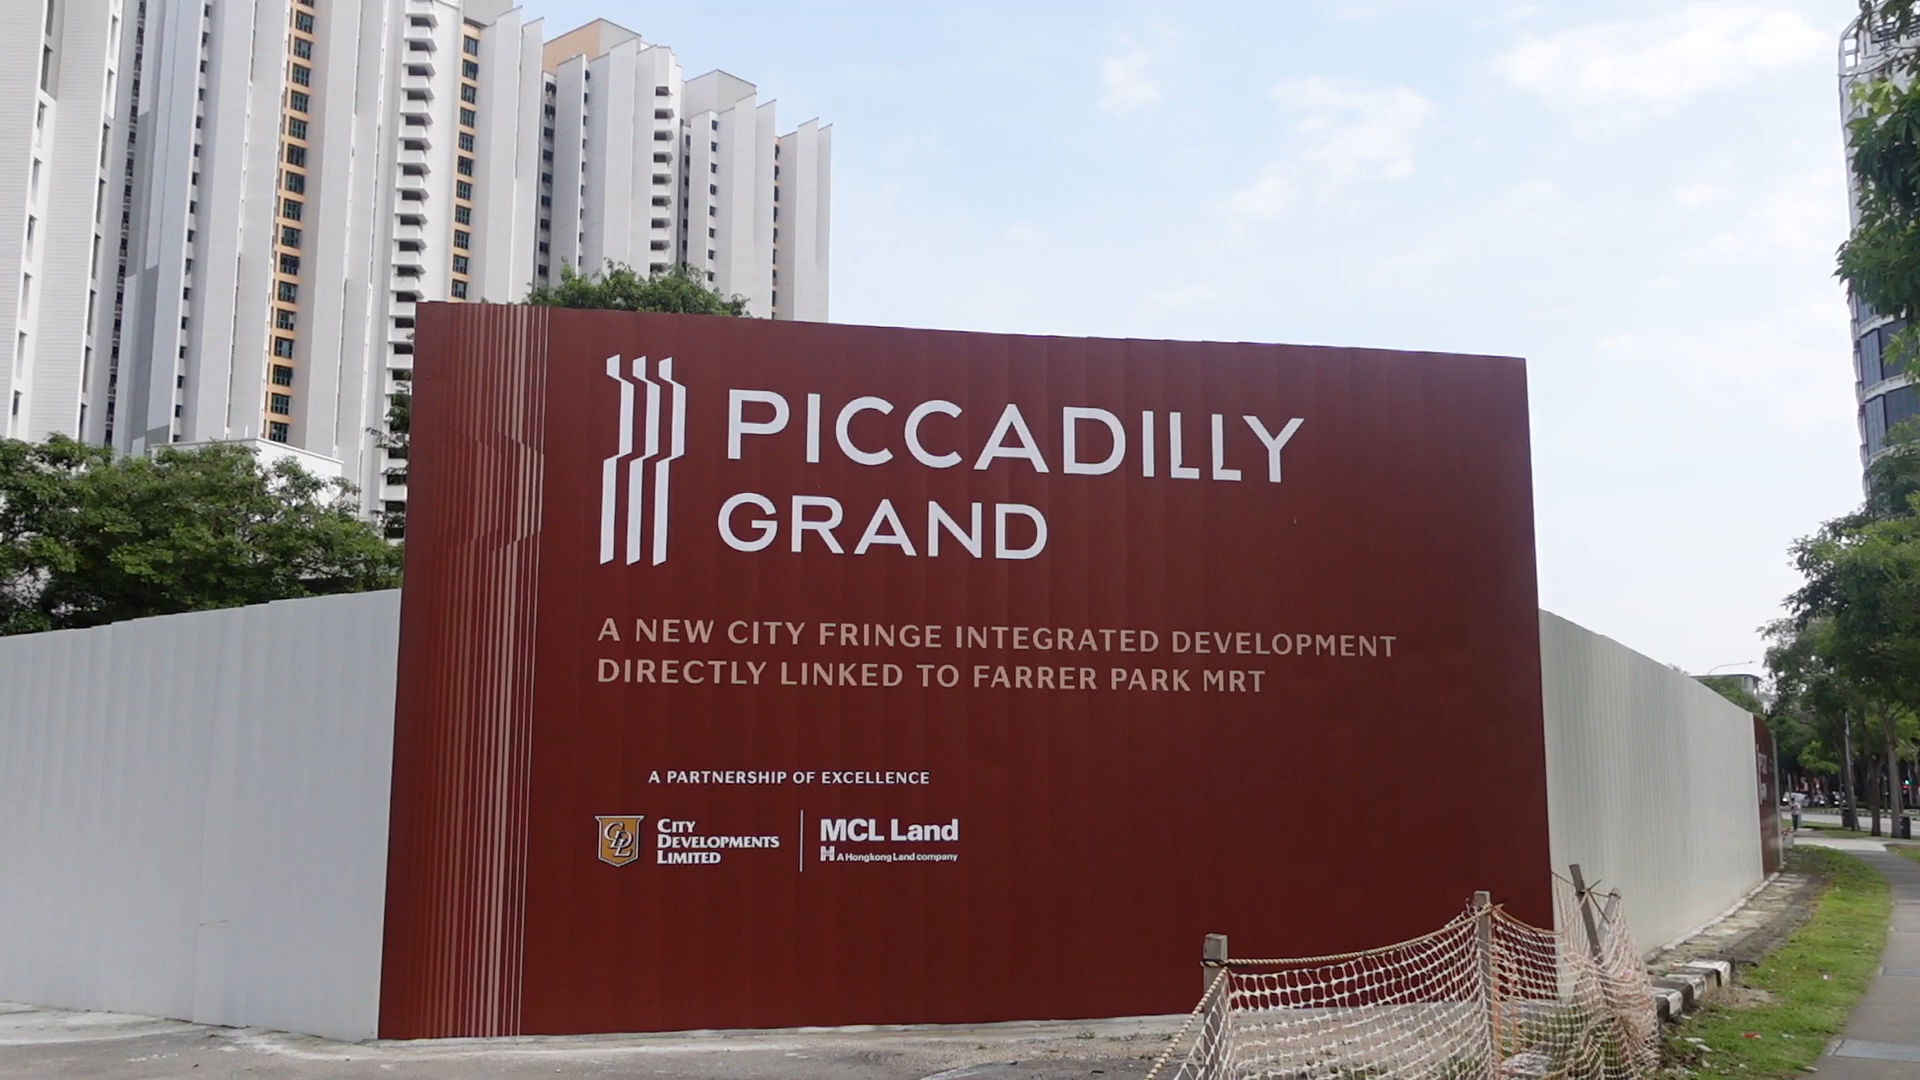 PICCADILLY
GRAND
A NEW CITY FRINGE INTEGRATED DEVELOPMENT
DIRECTLY LINKED TO FARRER PARK MRT
A PARTNERSHIP OF EXCELLENCE
CDL
CITY
DEVELOPMENTS
LIMITED
MCL Land
A Hongkong Land company